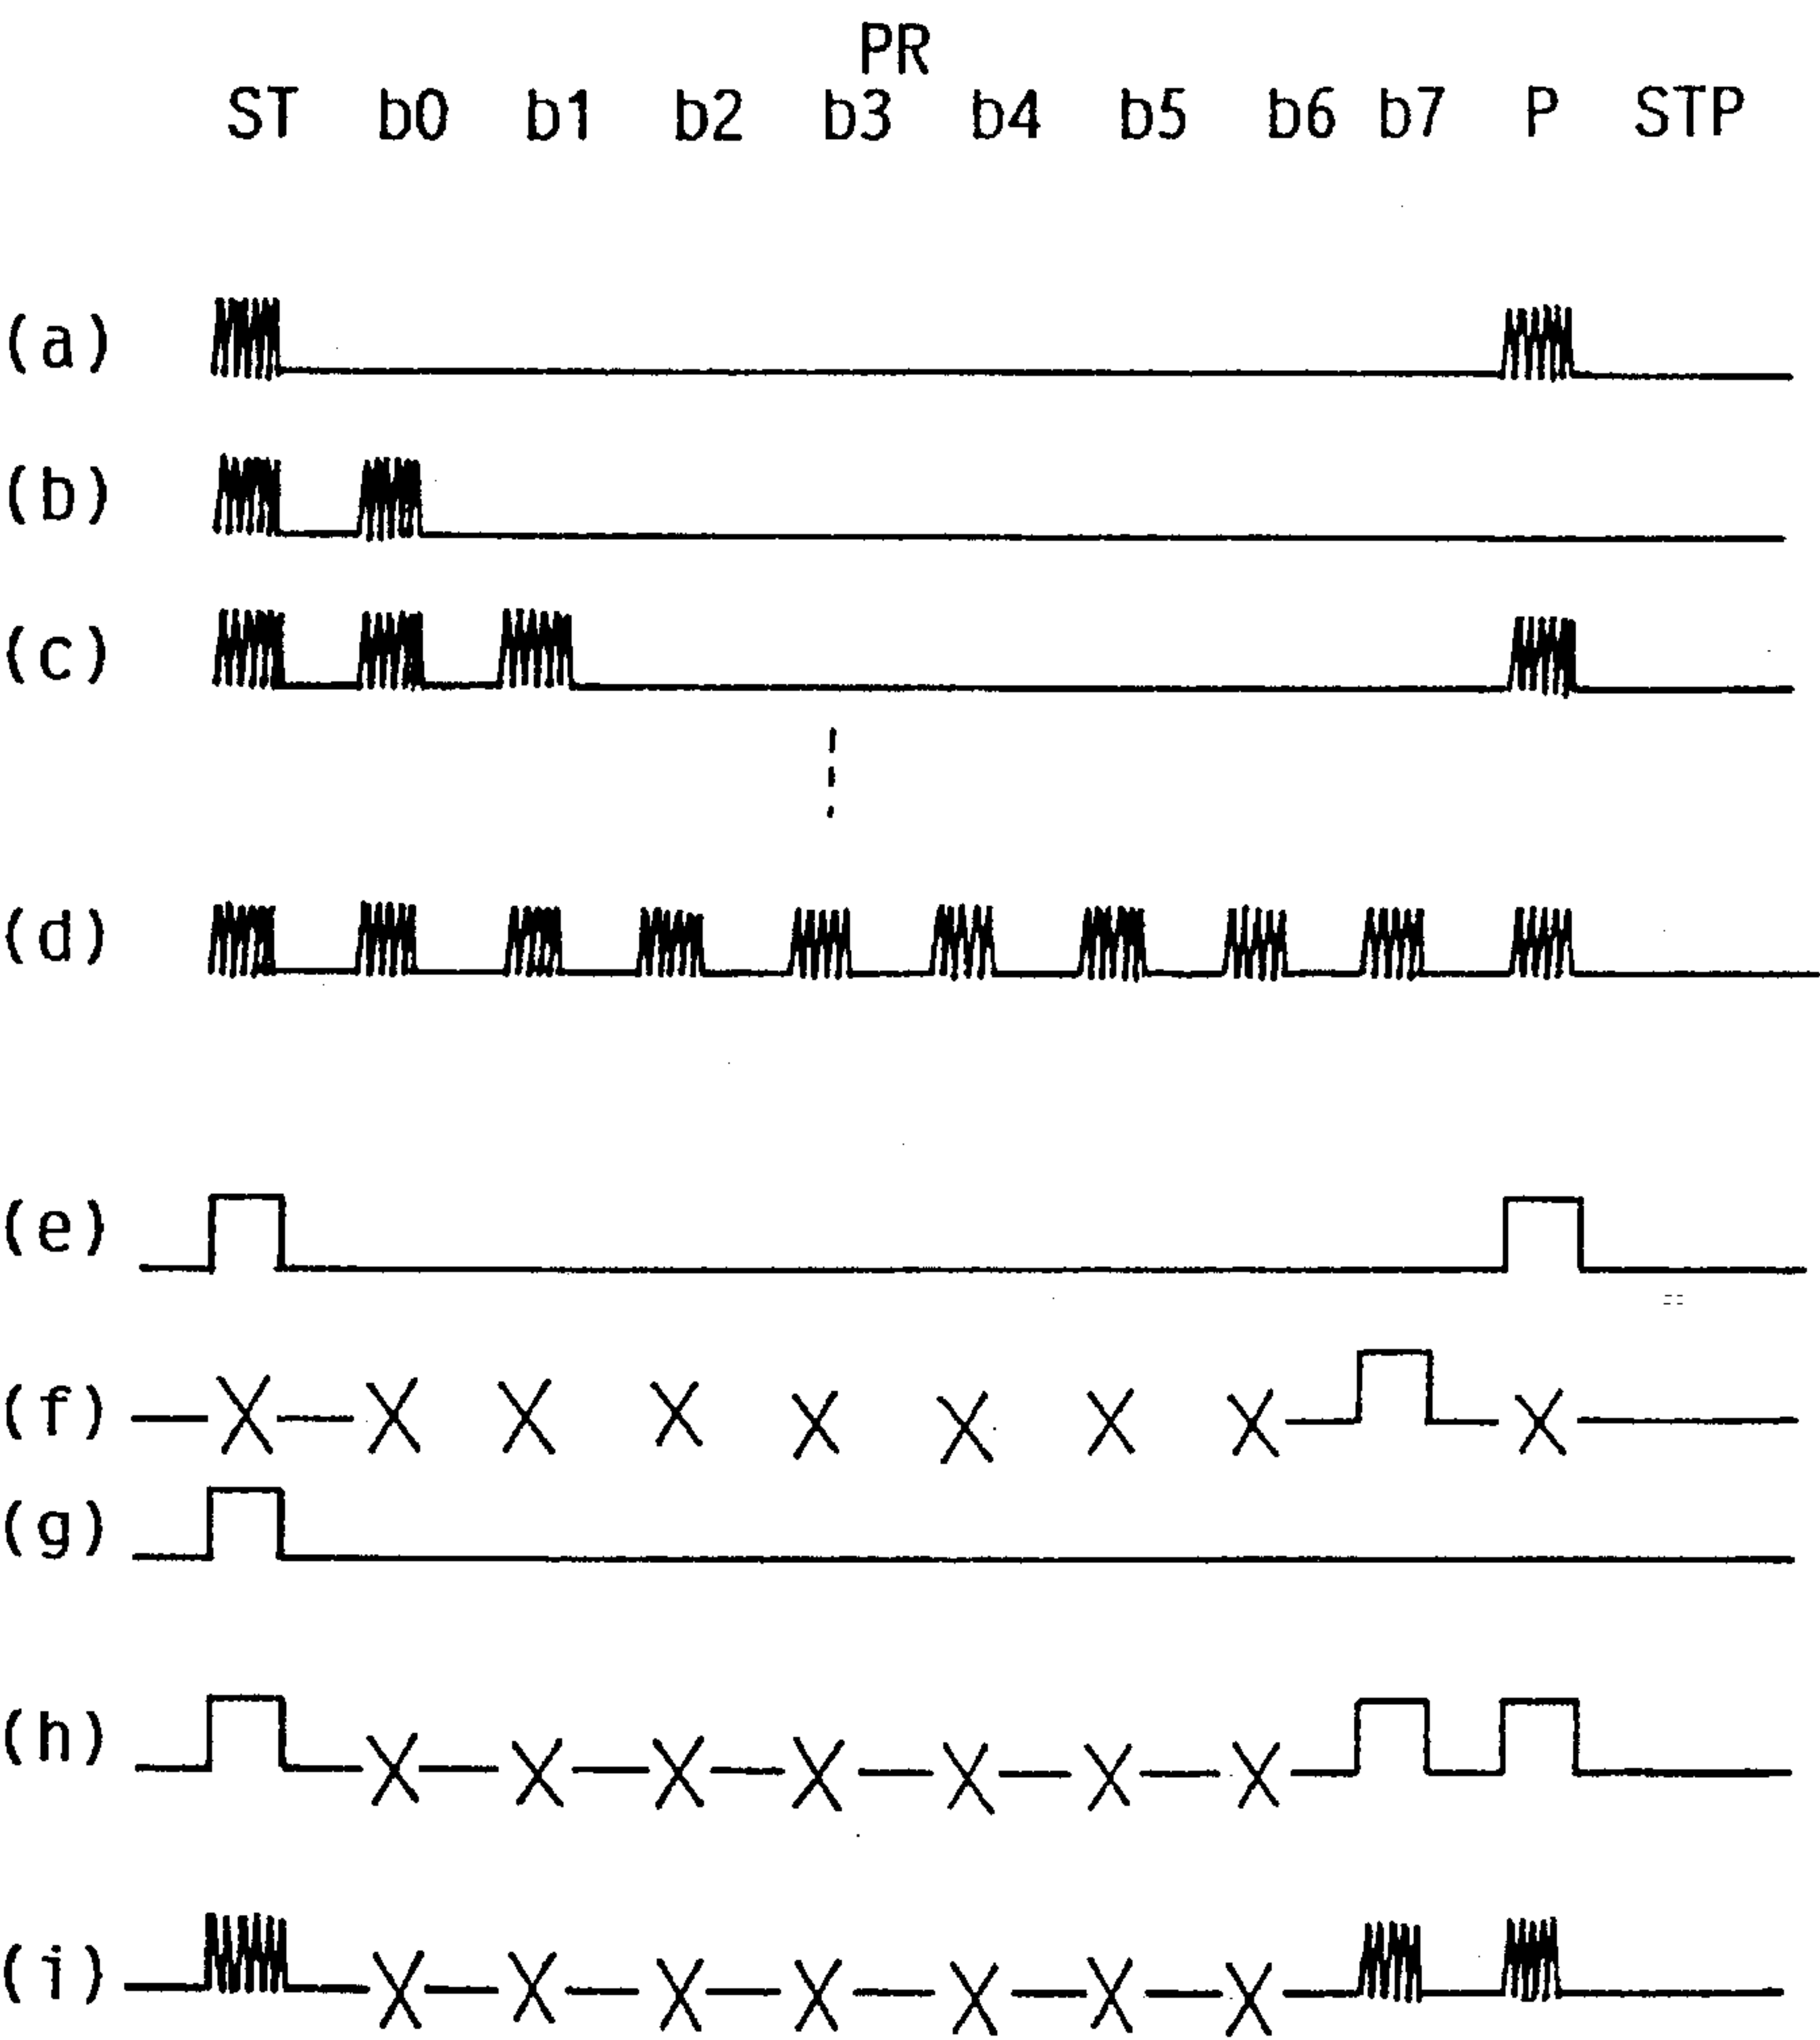 PR
ST b0 b1 b2 b3 b4 b5 b6 b7 P STP
(a)
(b)
(c)
(d)
(e)
(f)
(g)
(h)
(i)